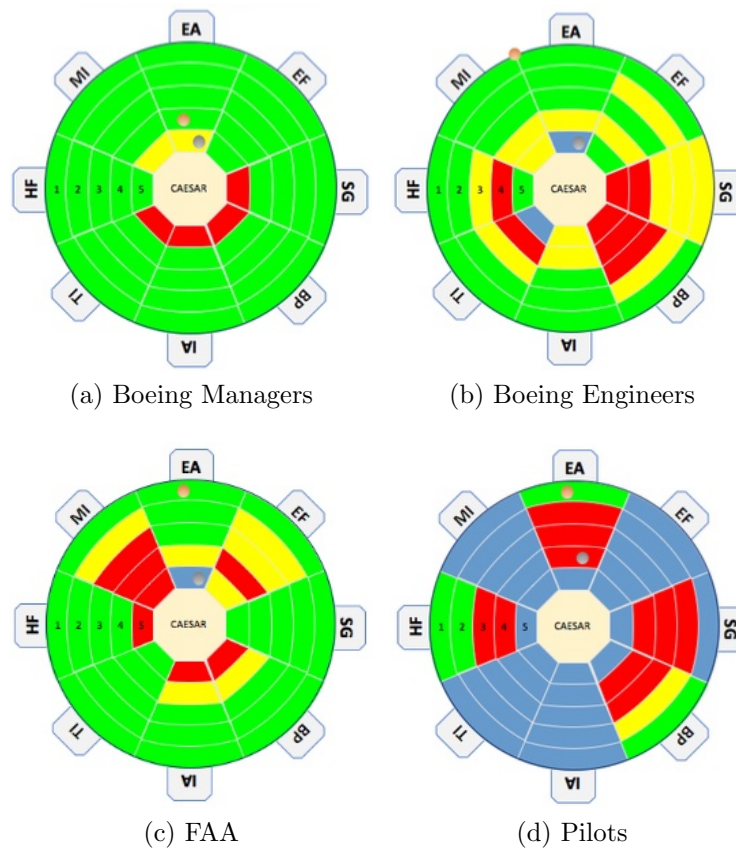 EA
EA
MI
EF
MI
EF
HF
1 2 3 4 5
CAESAR
SG
HF
1 2 3 4 5
CAESAR
SG
TI
BP
TI
BP
IA
IA
(a) Boeing Managers
(b) Boeing Engineers
EA
EA
MI
EF
MI
EF
HF
1 2 3 4 5
CAESAR
SG
HF
1 2 3 4 5
CAESAR
SG
TI
BP
TI
BP
IA
IA
(c) FAA
(d) Pilots